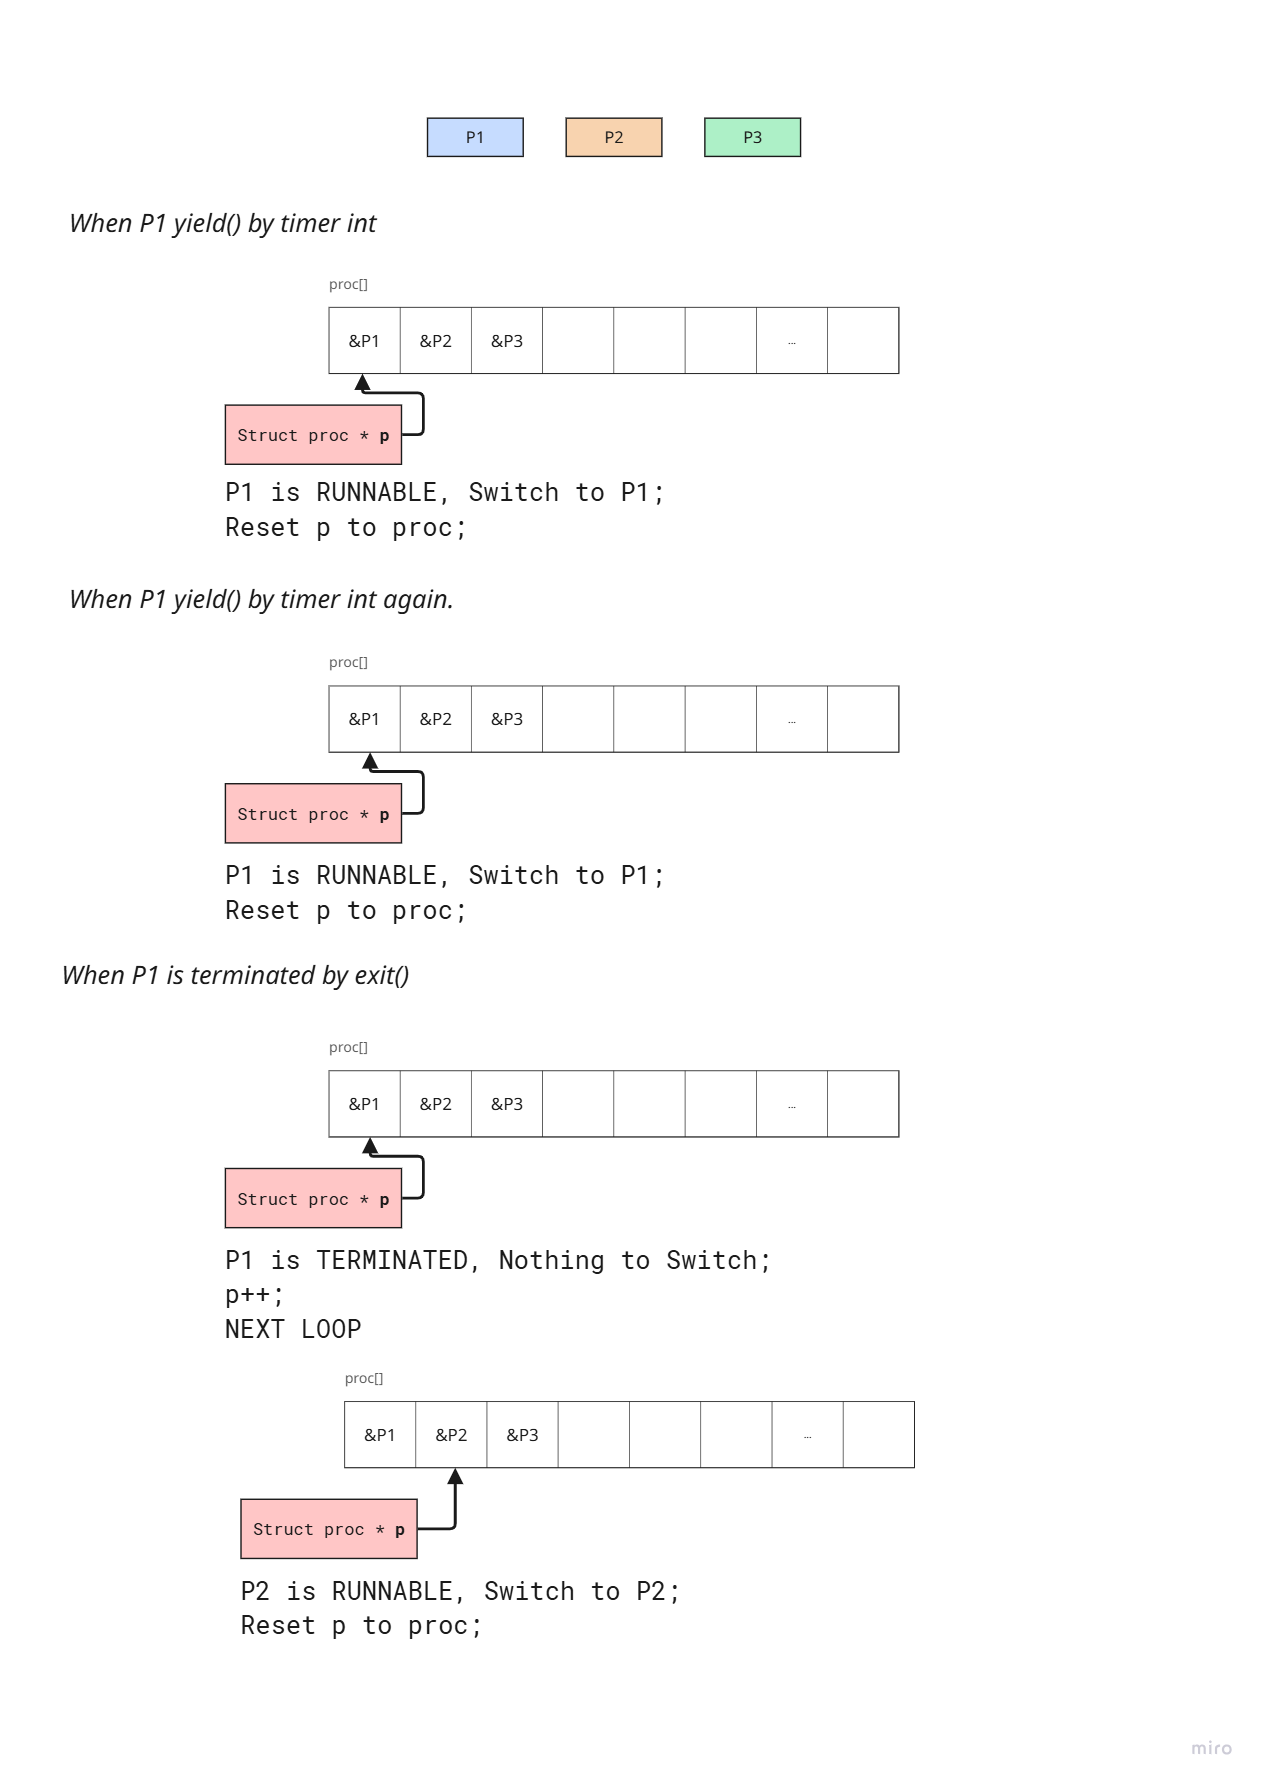 P1 P2 P3
When P1 yield() by timer int
proc[]
&P1 &P2 &P3 ...
Struct proc * p
P1 is RUNNABLE, Switch to P1;
Reset p to proc;
When P1 yield() by timer int again.
proc[]
&P1 &P2 &P3 ...
Struct proc * p
P1 is RUNNABLE, Switch to P1;
Reset p to proc;
When P1 is terminated by exit()
proc[]
&P1 &P2 &P3 ...
Struct proc * p
P1 is TERMINATED, Nothing to Switch;
p++;
NEXT LOOP
proc[]
&P1 &P2 &P3 ...
Struct proc * p
P2 is RUNNABLE, Switch to P2;
Reset p to proc;
miro